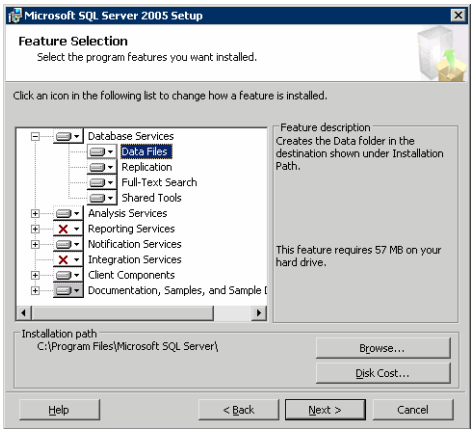 Microsoft SQL Server 2005 Setup
Feature Selection
Select the program features you want installed.
Click an icon in the following list to change how a feature is installed.
Database Services
Data Files
Replication
Full-Text Search
Shared Tools
Analysis Services
Reporting Services
Notification Services
Integration Services
Client Components
Documentation, Samples, and Sample
Feature description
Creates the Data folder in the
destination shown under Installation
Path.
This feature requires 57 MB on your
hard drive.
Installation path
C:\Program Files\Microsoft SQL Server\
Browse...
Disk Cost...
Help
< Back
Next >
Cancel